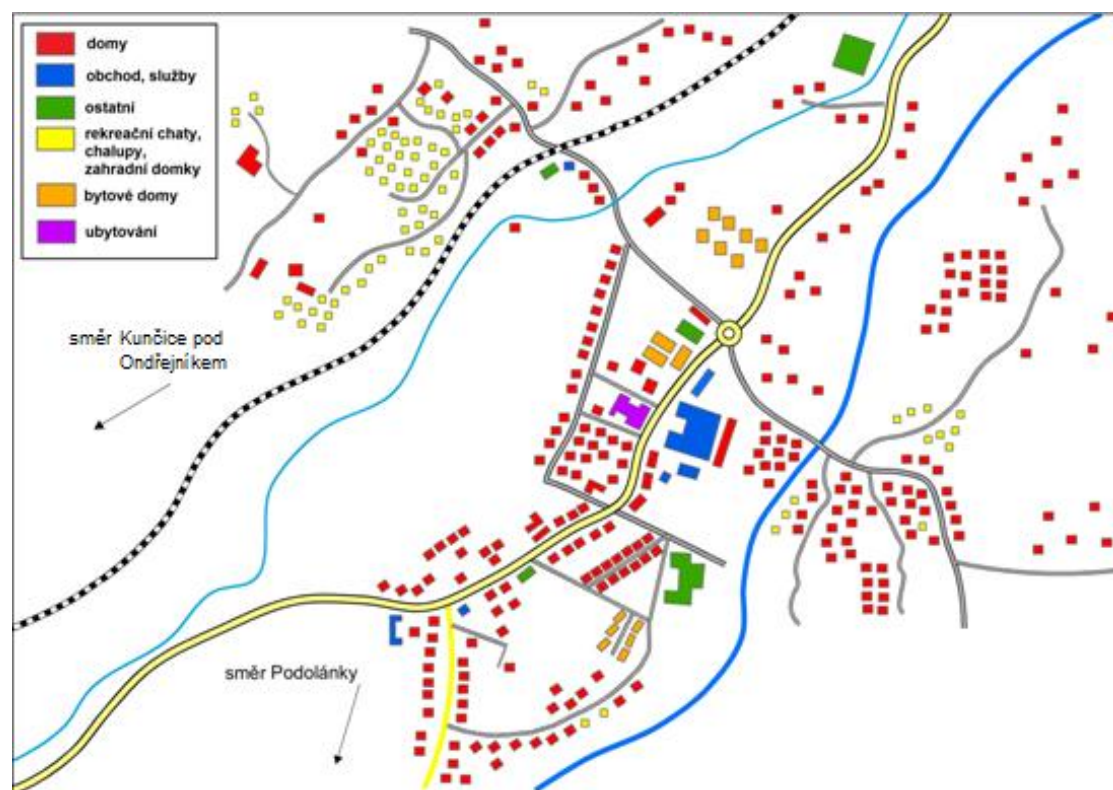 domy
obchod, služby
ostatní
rekreační chaty,
chalupy,
zahradní domky
bytové domy
ubytování
směr Kunčice pod
Ondřejníkem
směr Podolánky